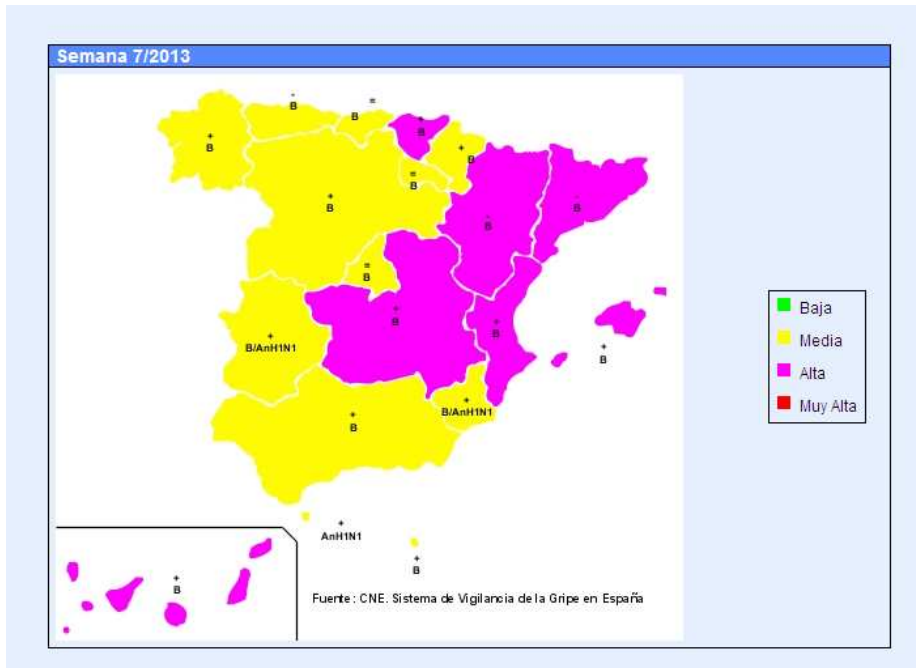 Semana 7/2013
-
B
=
B
+
B
+
B
+
B
=
B
+
B
-
B
-
B
=
B
+
B
+
B
+
B/AnH1N1
+
B
+
B/AnH1N1
+
B
+
AnH1N1
+
B
+
B
Baja
Media
Alta
Muy Alta
Fuente: CNE. Sistema de Vigilancia de la Gripe en España